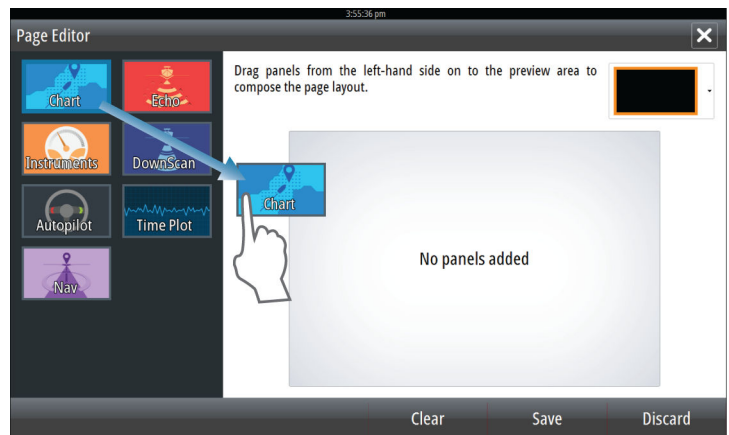 3:55:36 pm
Page Editor
Chart
Echo
Instruments
DownScan
Autopilot
Time Plot
Nav
Drag panels from the left-hand side on to the preview area to
compose the page layout.
Chart
No panels added
Clear
Save
Discard